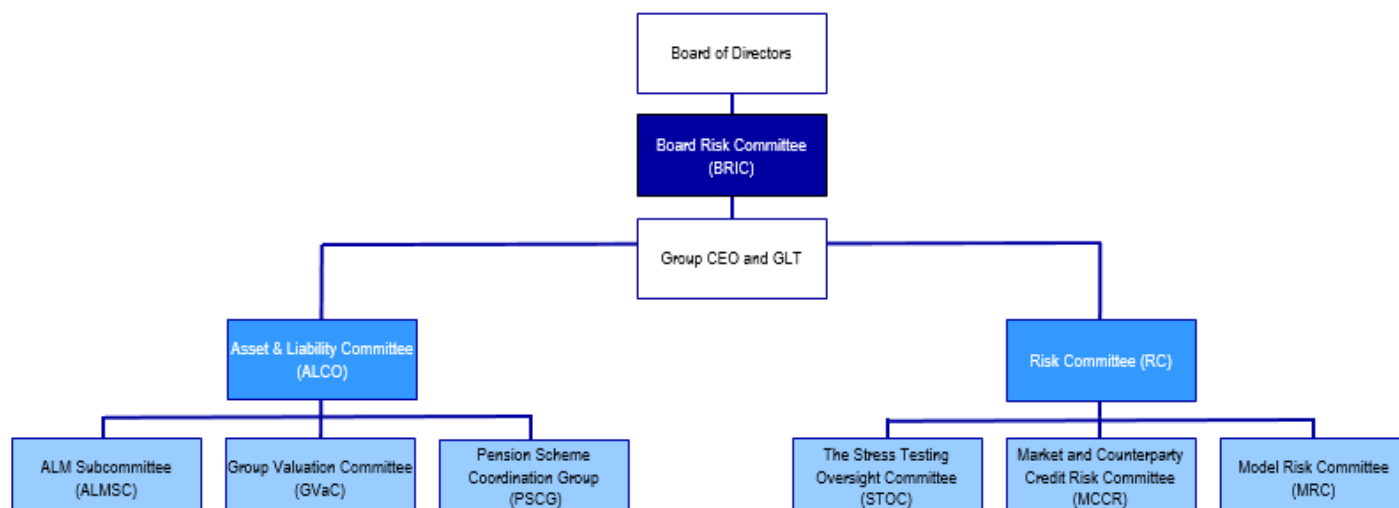 Board of Directors
Board Risk Committee
(BRIC)
Group CEO and GLT
Asset & Liability Committee
(ALCO)
Risk Committee (RC)
ALM Subcommittee
(ALMSC)
Group Valuation Committee
(GVaC)
Pension Scheme
Coordination Group
(PSCG)
The Stress Testing
Oversight Committee
(STOC)
Market and Counterparty
Credit Risk Committee
(MCCR)
Model Risk Committee
(MRC)